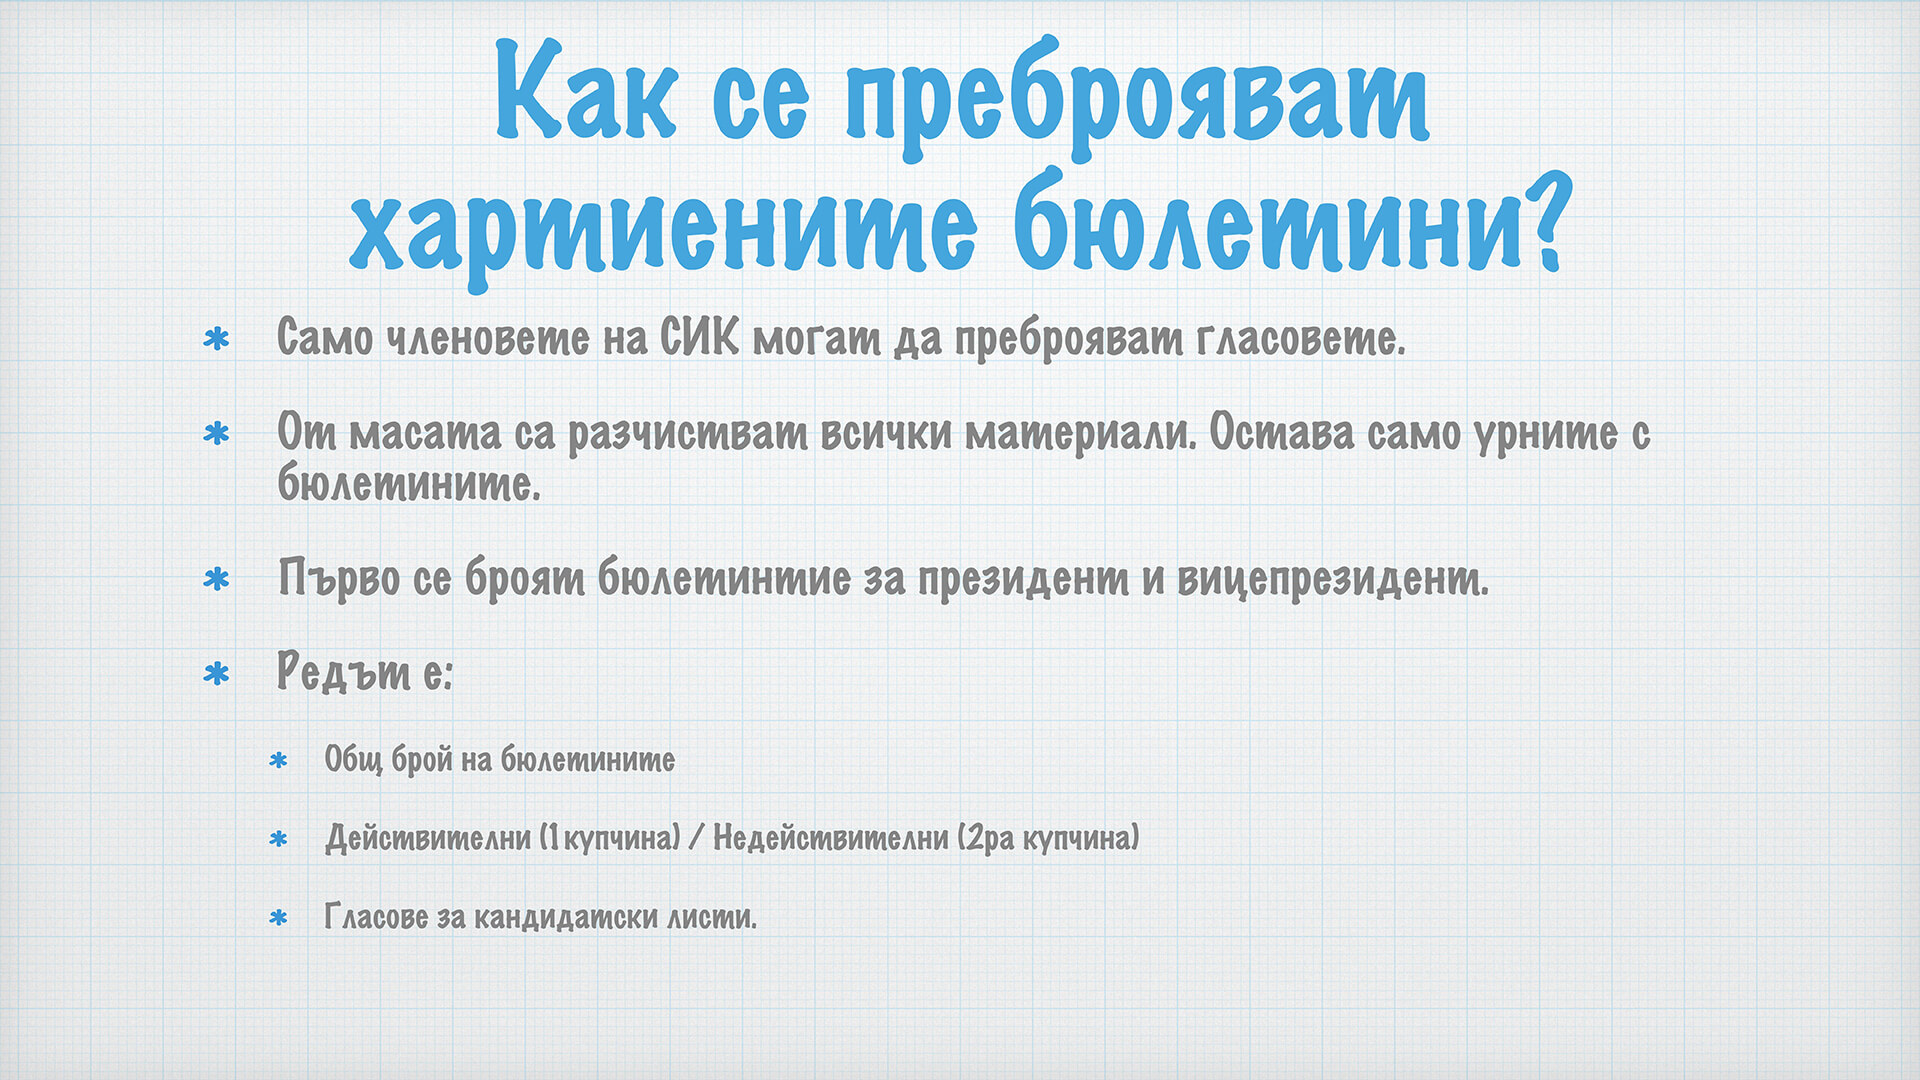 Как се преброяват
хартиените бюлетини?
* Само членовете на СИК могат да преброяват гласовете.
* От масата са разчистват всички материали. Остава само урните с
бюлетините.
* Първо се броят бюлетинтие за президент и вицепрезидент.
* Редът е:
* Общ брой на бюлетините
* Действителни (1 купчина) / Недействителни (2ра купчина)
* Гласове за кандидатски листи.